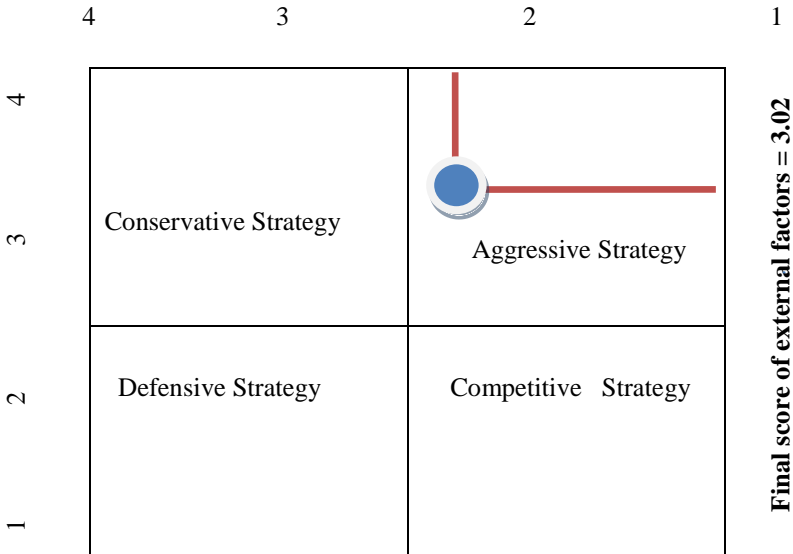 4 3 2 1
4
Conservative Strategy
Aggressive Strategy
3
Defensive Strategy
Competitive Strategy
2
1
Final score of external factors = 3.02